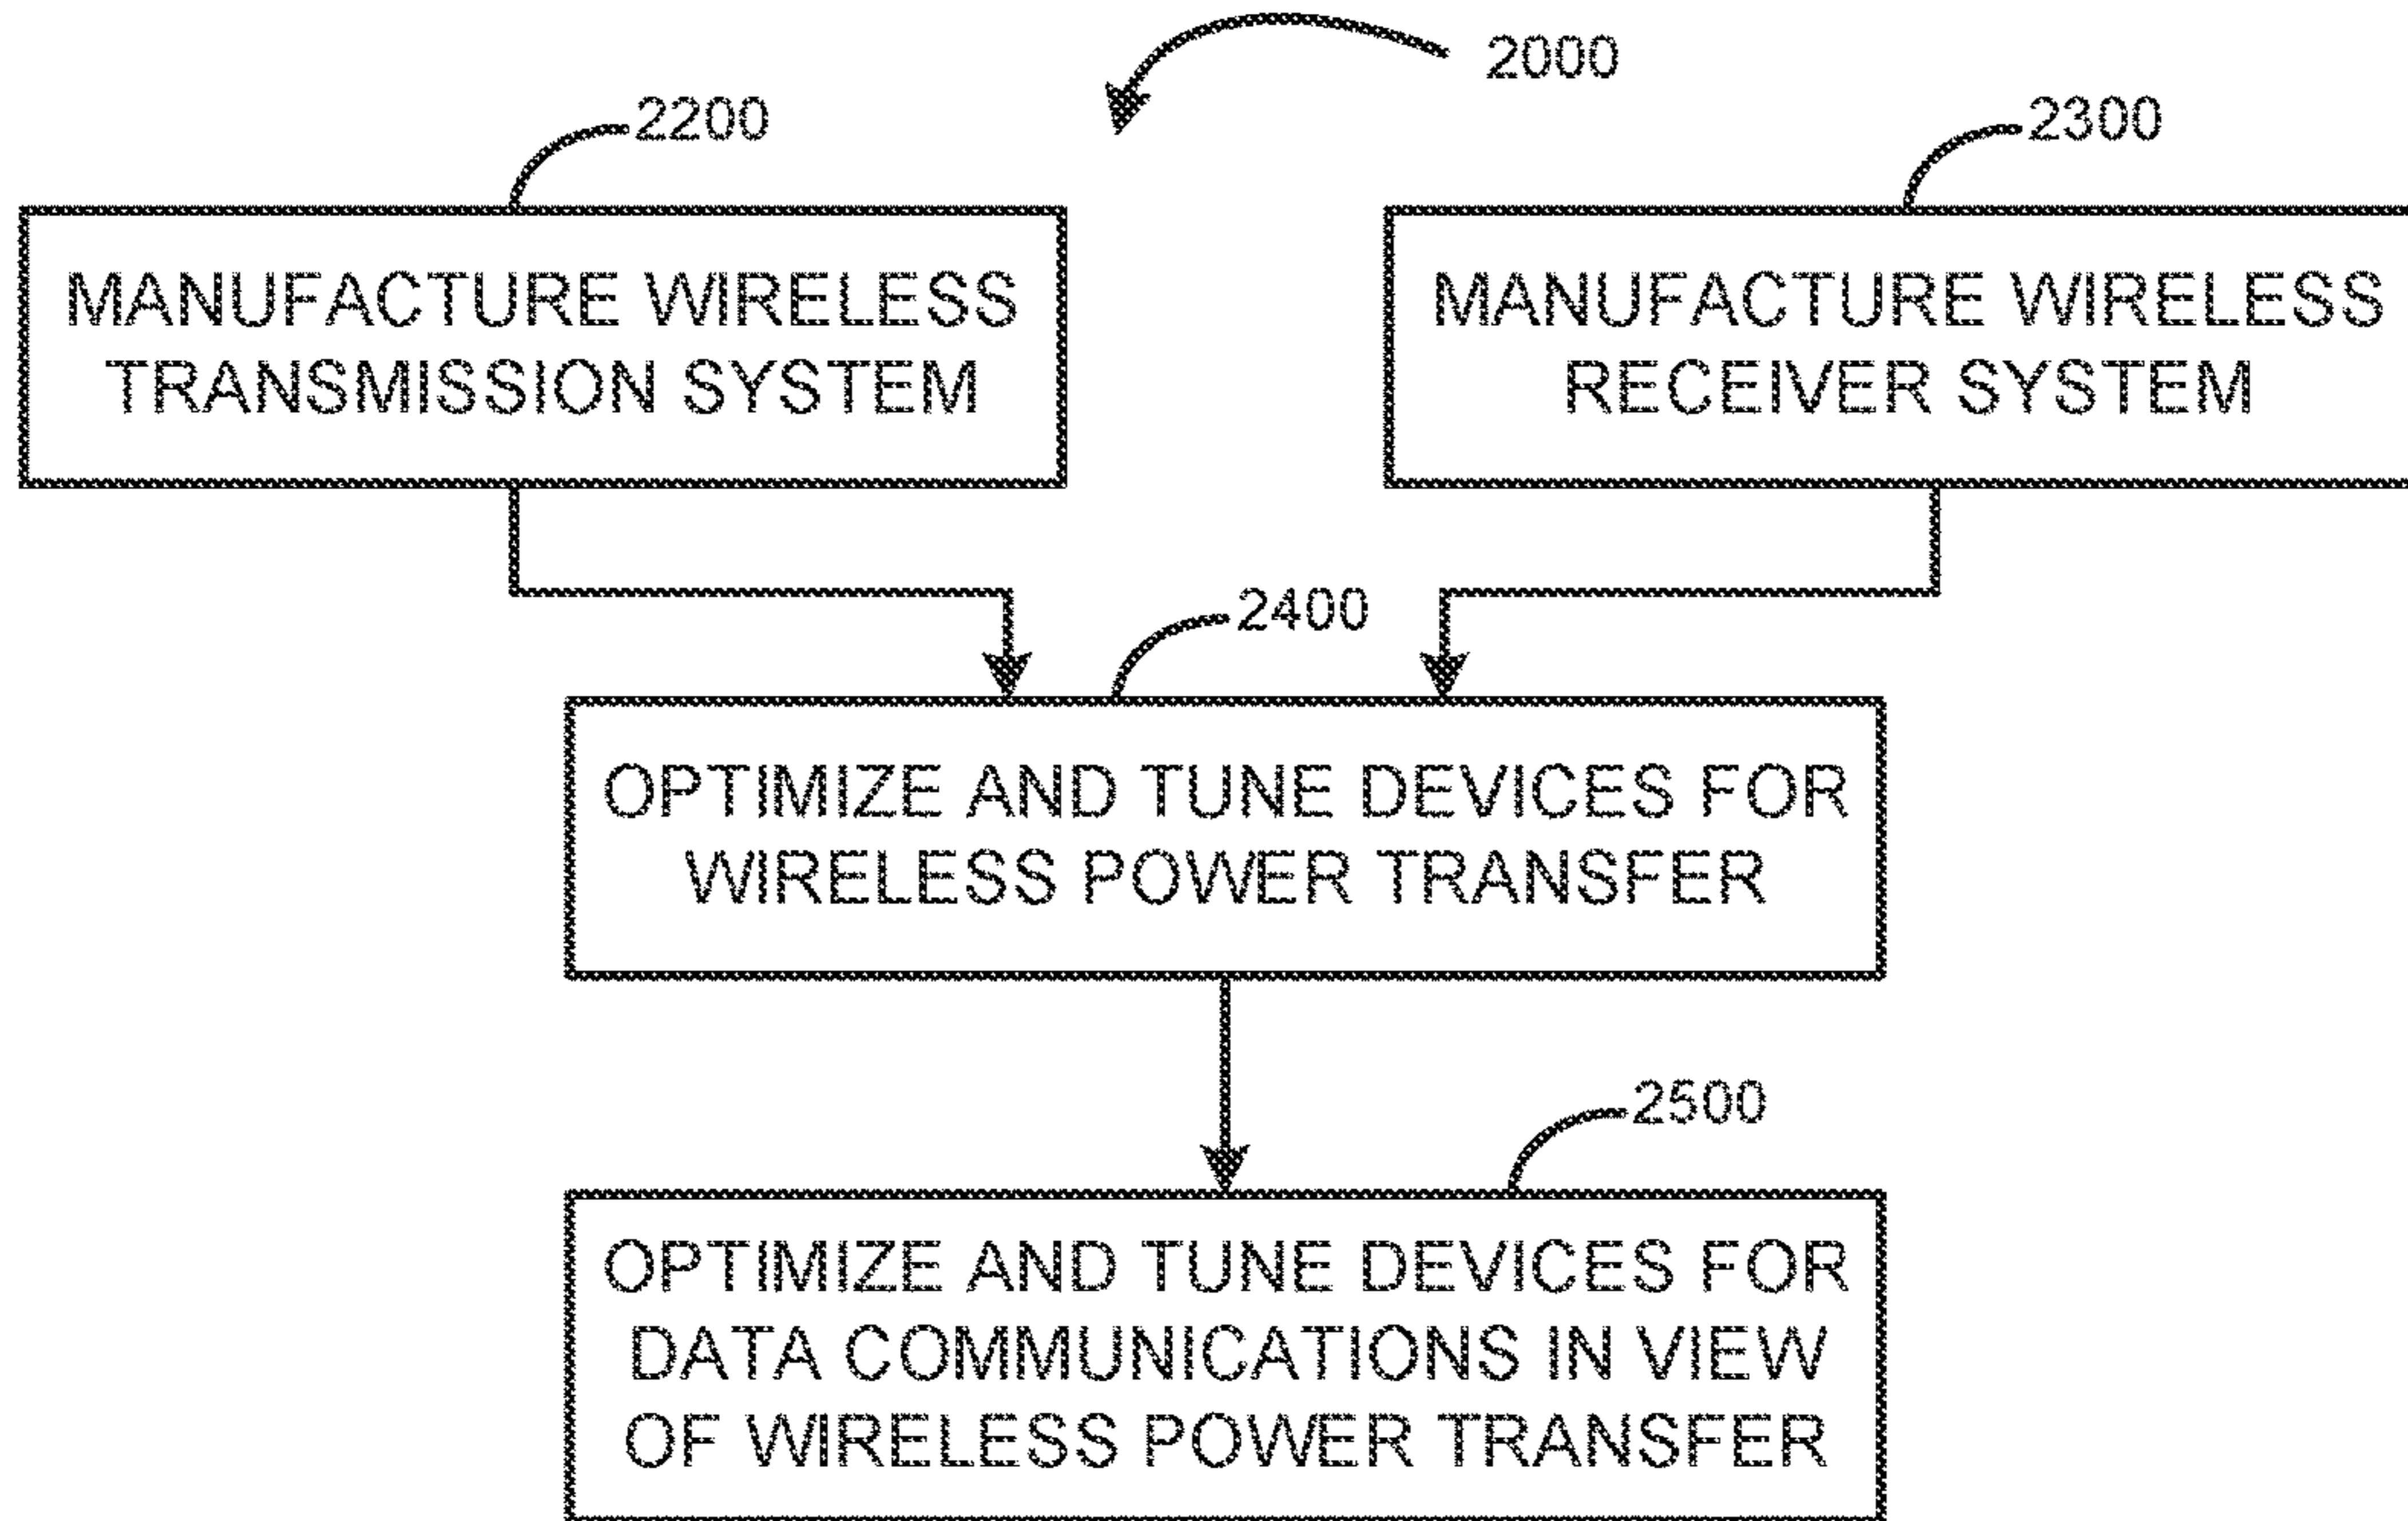 2000
2200
2300
MANUFACTURE WIRELESS
TRANSMISSION SYSTEM
MANUFACTURE WIRELESS
RECEIVER SYSTEM
2400
OPTIMIZE AND TUNE DEVICES FOR
WIRELESS POWER TRANSFER
2500
OPTIMIZE AND TUNE DEVICES FOR
DATA COMMUNICATIONS IN VIEW
OF WIRELESS POWER TRANSFER